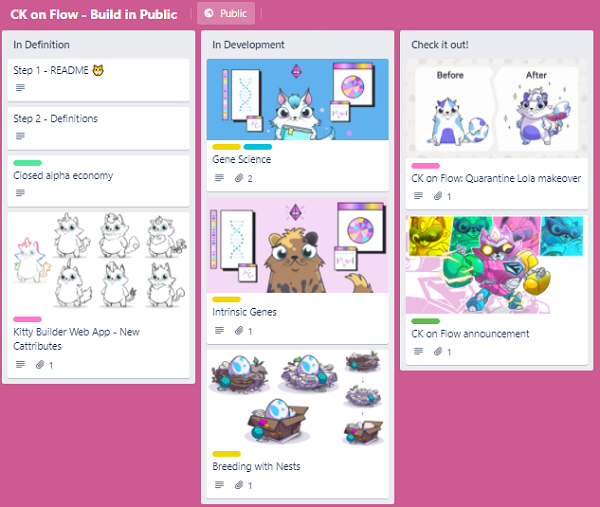 CK on Flow - Build in Public
Public
In Definition
Step 1 - README 🐱
Step 2 - Definitions
Closed alpha economy
Kitty Builder Web App - New
Cattributes
1
In Development
Gene Science
2
Intrinsic Genes
1
Breeding with Nests
1
Check it out!
Before
After
CK on Flow: Quarantine Lola makeover
1
CK on Flow announcement
1